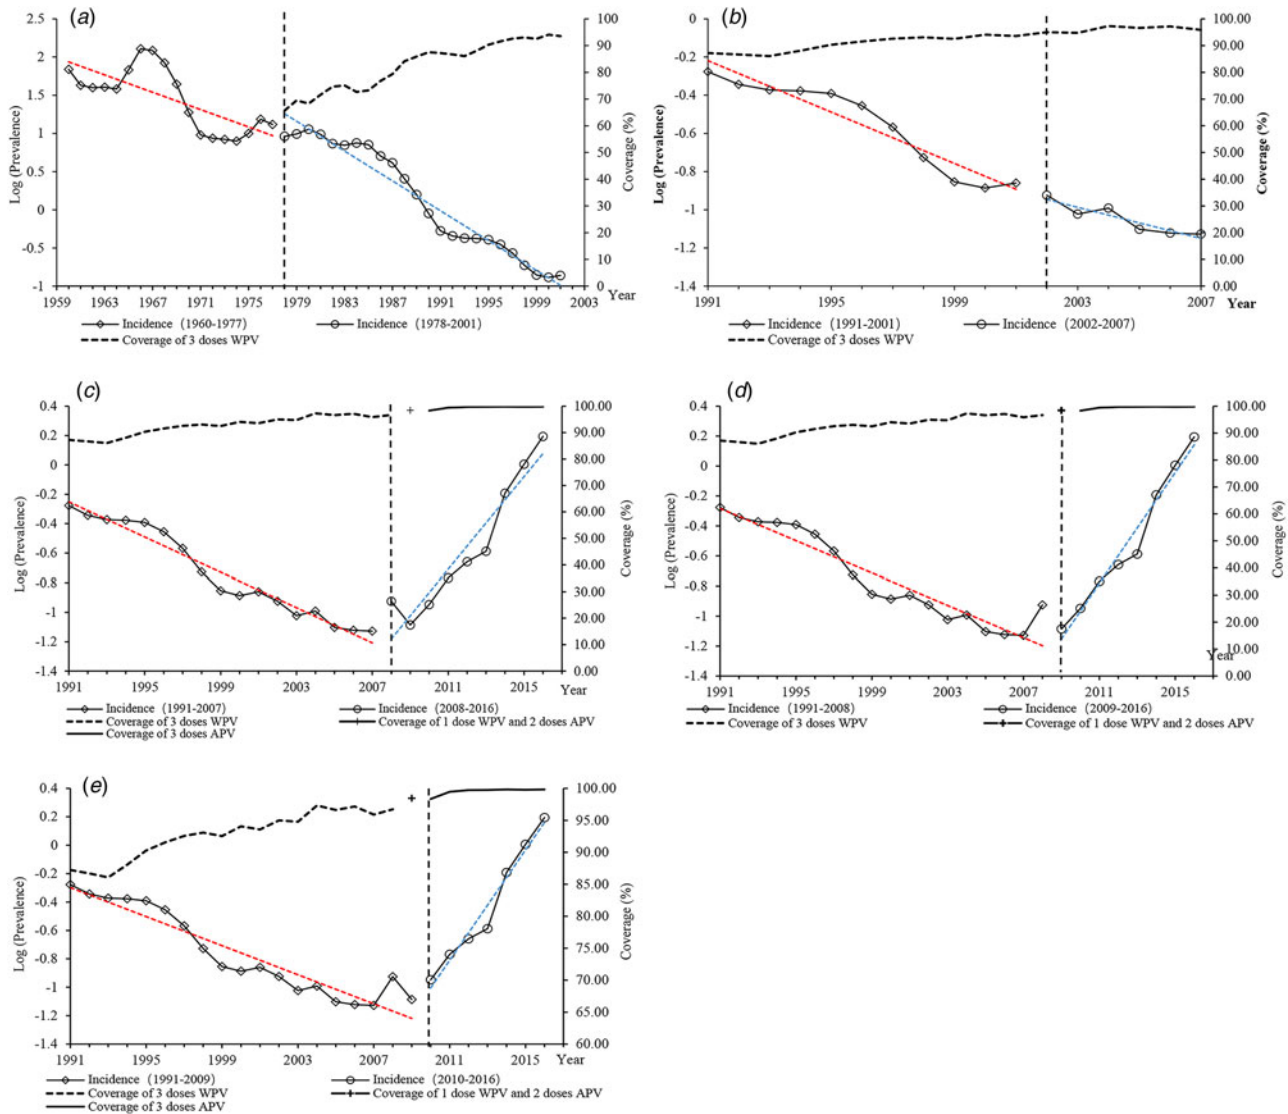 (a)
2.5
2
1.5
1
0.5
0
-0.5
-1
Log (Prevalence)
100
90
80
70
60
50
40
30
20
10
0
Coverage (%)
1959 1963 1967 1971 1975 1979 1983 1987 1991 1995 1999 2003
Year
Incidence (1960-1977) Incidence (1978-2001)
Coverage of 3 doses WPV
(b)
0
-0.2
-0.4
-0.6
-0.8
-1
-1.2
-1.4
Log (Prevalence)
100.00
90.00
80.00
70.00
60.00
50.00
40.00
30.00
20.00
10.00
0.00
Coverage (%)
1991 1995 1999 2003 2007
Year
Incidence (1991-2001) Incidence (2002-2007)
Coverage of 3 doses WPV
(c)
0.4
0.2
0
-0.2
-0.4
-0.6
-0.8
-1
-1.2
-1.4
Log (Prevalence)
100.00
90.00
80.00
70.00
60.00
50.00
40.00
30.00
20.00
10.00
0.00
Coverage (%)
1991 1995 1999 2003 2007 2011 2015 Year
Incidence (1991-2007) Incidence (2008-2016)
Coverage of 3 doses WPV Coverage of 1 dose WPV and 2 doses APV
Coverage of 3 doses APV
(d)
0.4
0.2
0
-0.2
-0.4
-0.6
-0.8
-1
-1.2
-1.4
Log (Prevalence)
100.00
90.00
80.00
70.00
60.00
50.00
40.00
30.00
20.00
10.00
0.00
Coverage (%)
Year
1991 1995 1999 2003 2007 2011 2015
Incidence (1991-2008) Incidence (2009-2016)
Coverage of 3 doses WPV Coverage of 1 dose WPV and 2 doses APV
(e)
0.4
0.2
0
-0.2
-0.4
-0.6
-0.8
-1
-1.2
-1.4
Log (Prevalence)
100.00
95.00
90.00
85.00
80.00
75.00
70.00
65.00
60.00
Coverage (%)
1991 1995 1999 2003 2007 2011 2015 Year
Incidence (1991-2009) Incidence (2010-2016)
Coverage of 3 doses WPV Coverage of 1 dose WPV and 2 doses APV
Coverage of 3 doses APV